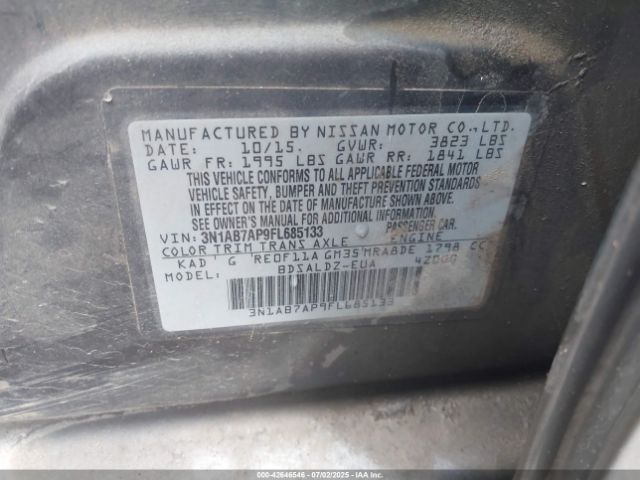 MANUFACTURED BY NISSAN MOTOR CO., LTD.
DATE: 10/15. GVWR: 3823 LBS
GAWR FR: 1995 LBS GAWR RR: 1841 LBS
THIS VEHICLE CONFORMS TO ALL APPLICABLE FEDERAL MOTOR
VEHICLE SAFETY, BUMPER AND THEFT PREVENTION STANDARDS
IN EFFECT ON THE DATE OF MANUFACTURE SHOWN ABOVE.
SEE OWNER'S MANUAL FOR ADDITIONAL INFORMATION
VIN: 3N1AB7AP9FL685133 PASSENGER CAR.
COLOR TRIM TRANS AXLE ENGINE
KAD G RE0F11A GM35 MRA8DE 1798 CC
MODEL: BDSALDZ-EUA
3N1AB7AP9FL685133
000-42646546 - 07/02/2025 - IAA